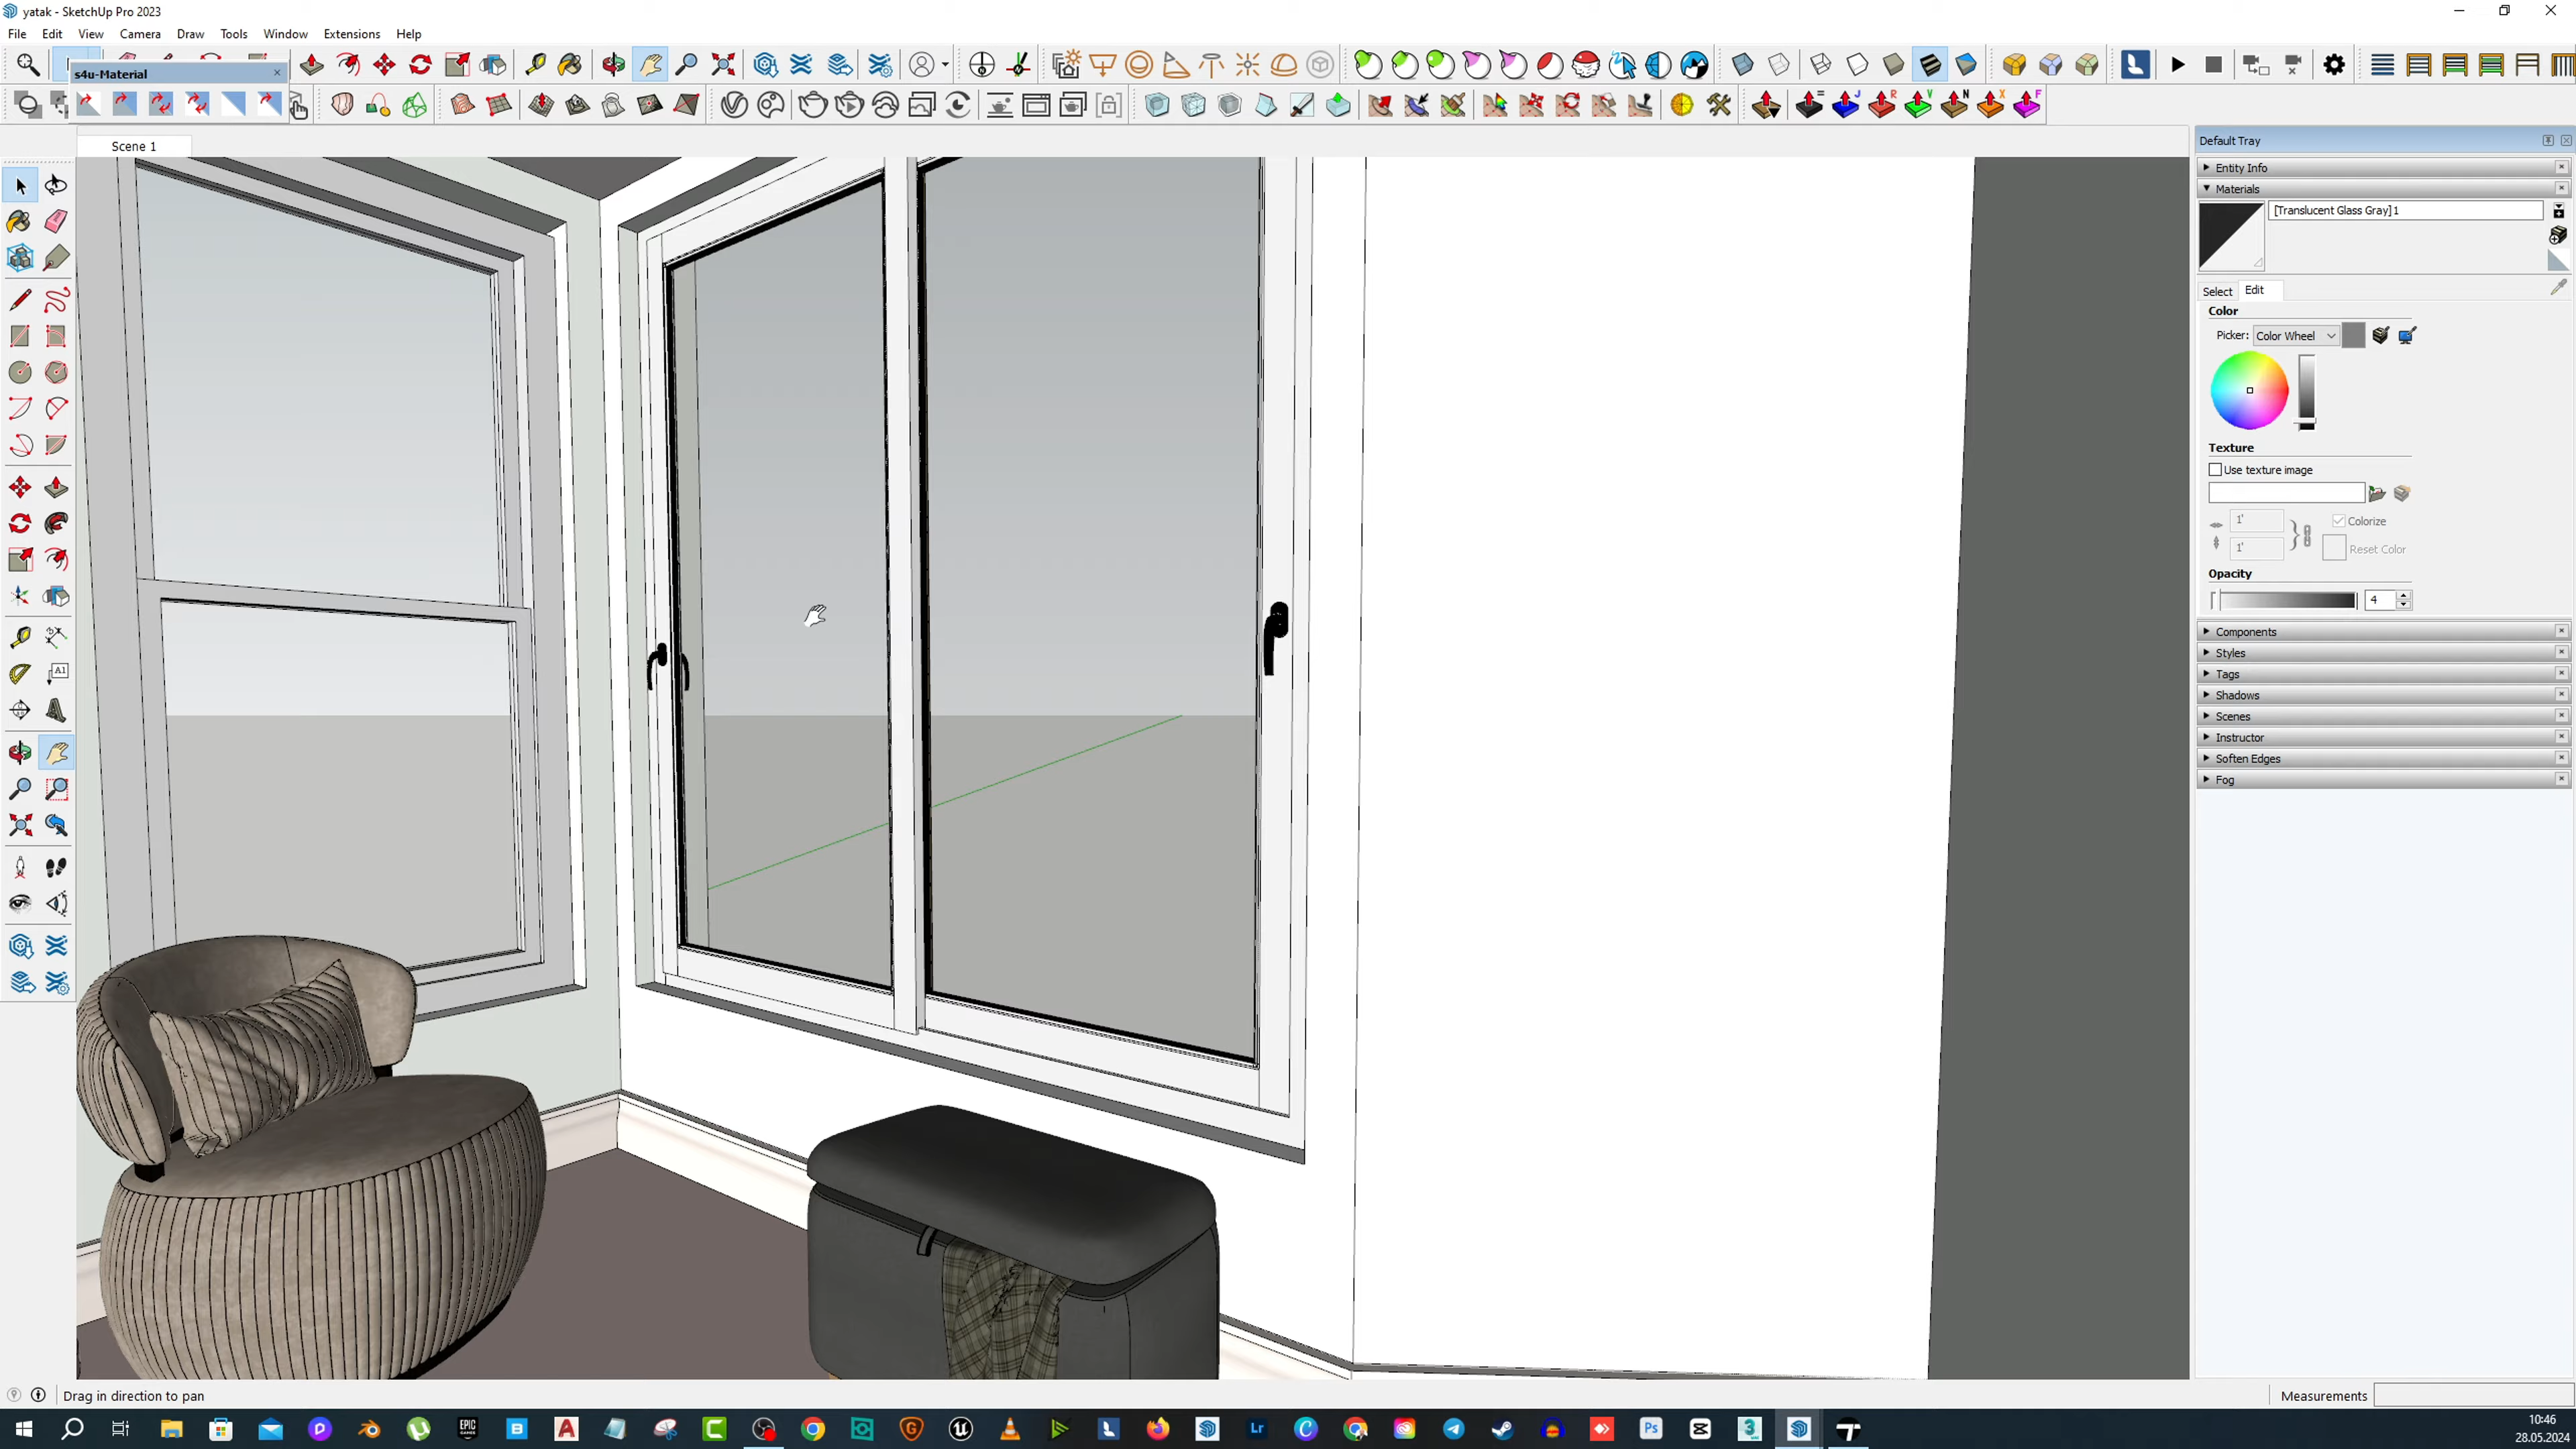 yatak - SketchUp Pro 2023
File Edit View Camera Draw Tools Window Extensions Help
s4u-Material
Scene 1
Default Tray
Entity Info
Materials
[Translucent Glass Gray]1
Select Edit
Color
Picker: Color Wheel
Texture
Use texture image
1'
Colorize
1'
Reset Color
Opacity
4
Components
Styles
Tags
Shadows
Scenes
Instructor
Soften Edges
Fog
Drag in direction to pan
Measurements
10:46
28.05.2024